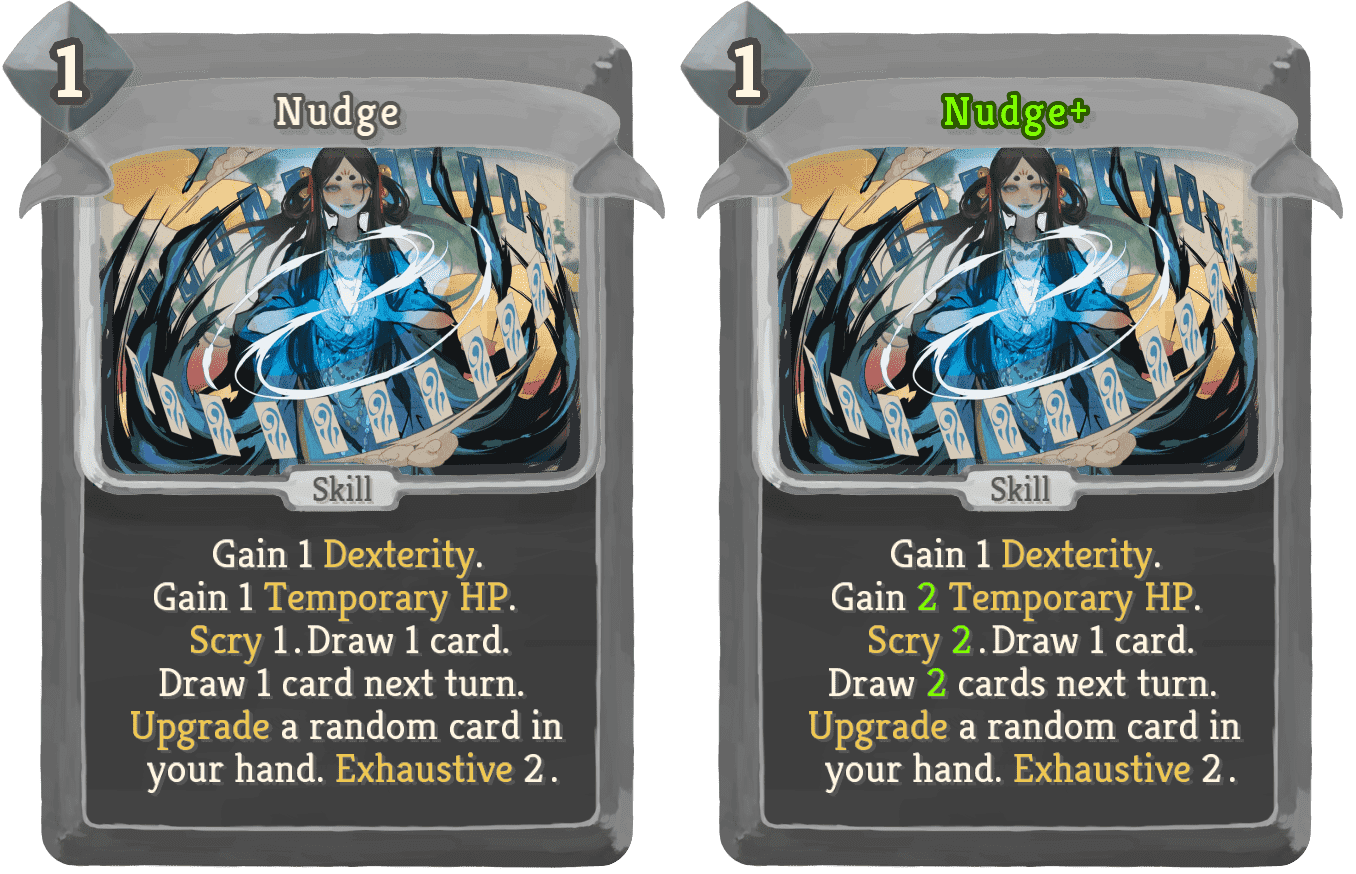 1
Nudge
Skill
Gain 1 Dexterity.
Gain 1 Temporary HP.
Scry 1. Draw 1 card.
Draw 1 card next turn.
Upgrade a random card in
your hand. Exhaustive 2.
1
Nudge+
Skill
Gain 1 Dexterity.
Gain 2 Temporary HP.
Scry 2. Draw 1 card.
Draw 2 cards next turn.
Upgrade a random card in
your hand. Exhaustive 2.